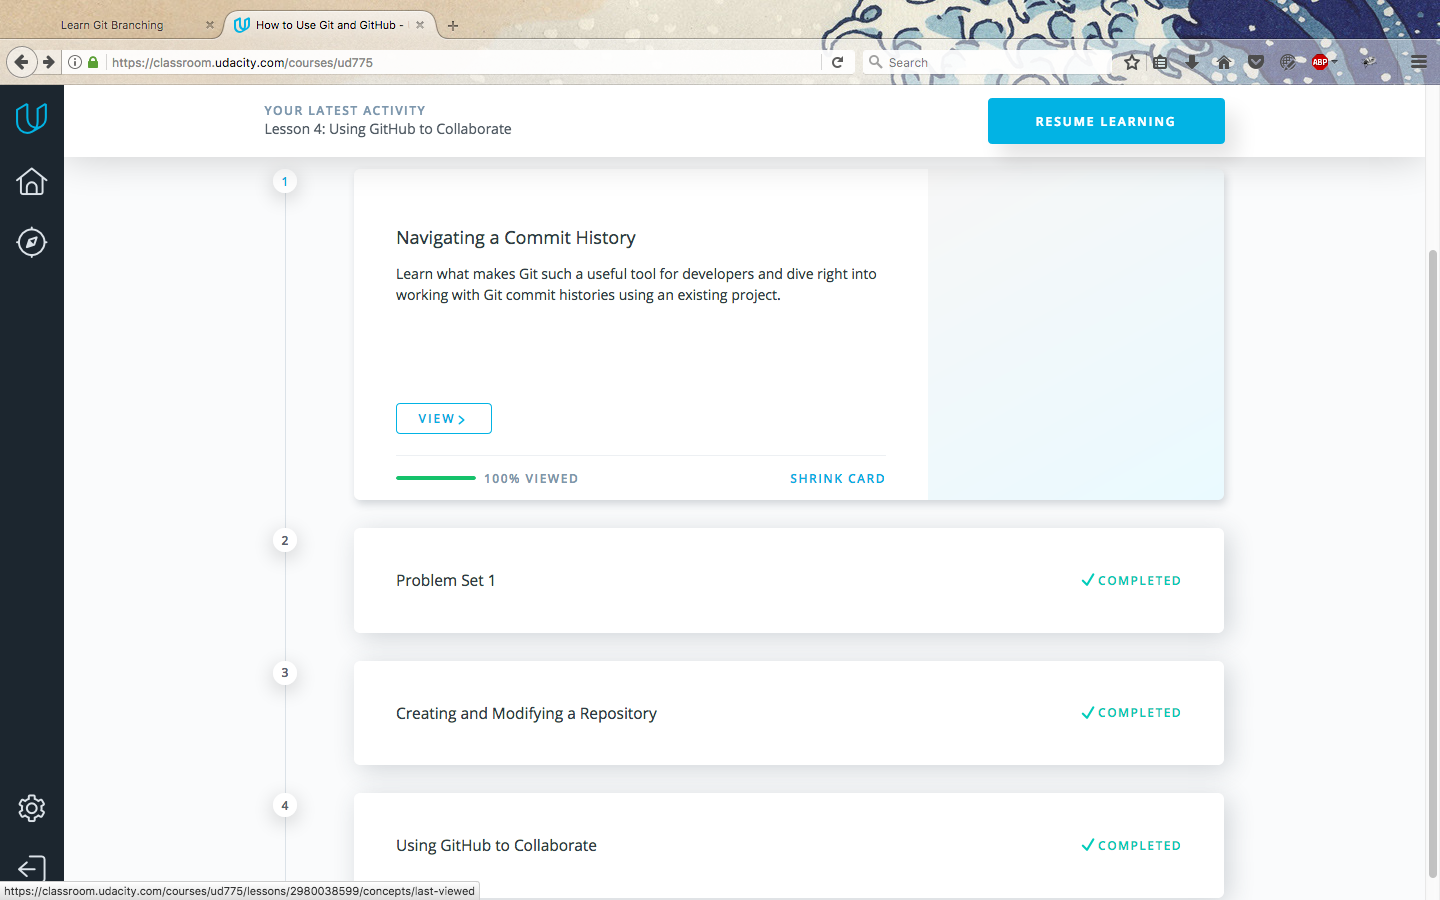 Learn Git Branching
How to Use Git and GitHub -
https://classroom.udacity.com/courses/ud775
Search
ABP
YOUR LATEST ACTIVITY
Lesson 4: Using GitHub to Collaborate
RESUME LEARNING
1
Navigating a Commit History
Learn what makes Git such a useful tool for developers and dive right into
working with Git commit histories using an existing project.
VIEW
100% VIEWED
SHRINK CARD
2
Problem Set 1
COMPLETED
3
Creating and Modifying a Repository
COMPLETED
4
Using GitHub to Collaborate
COMPLETED
https://classroom.udacity.com/courses/ud775/lessons/2980038599/concepts/last-viewed